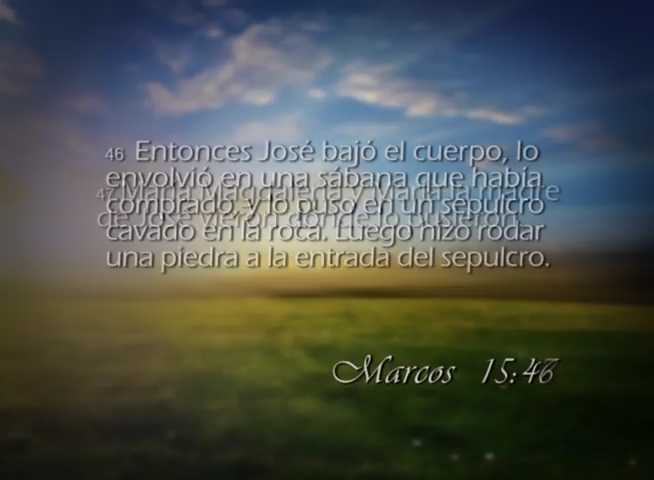 46 Entonces José bajó el cuerpo, lo
envolvió en una sábana que había
47 María Magdalena y María la madre
comprado, y lo puso en un sepulcro
de José vieron dónde lo pusieron.
cavado en la roca. Luego hizo rodar
una piedra a la entrada del sepulcro.
Marcos 15:46